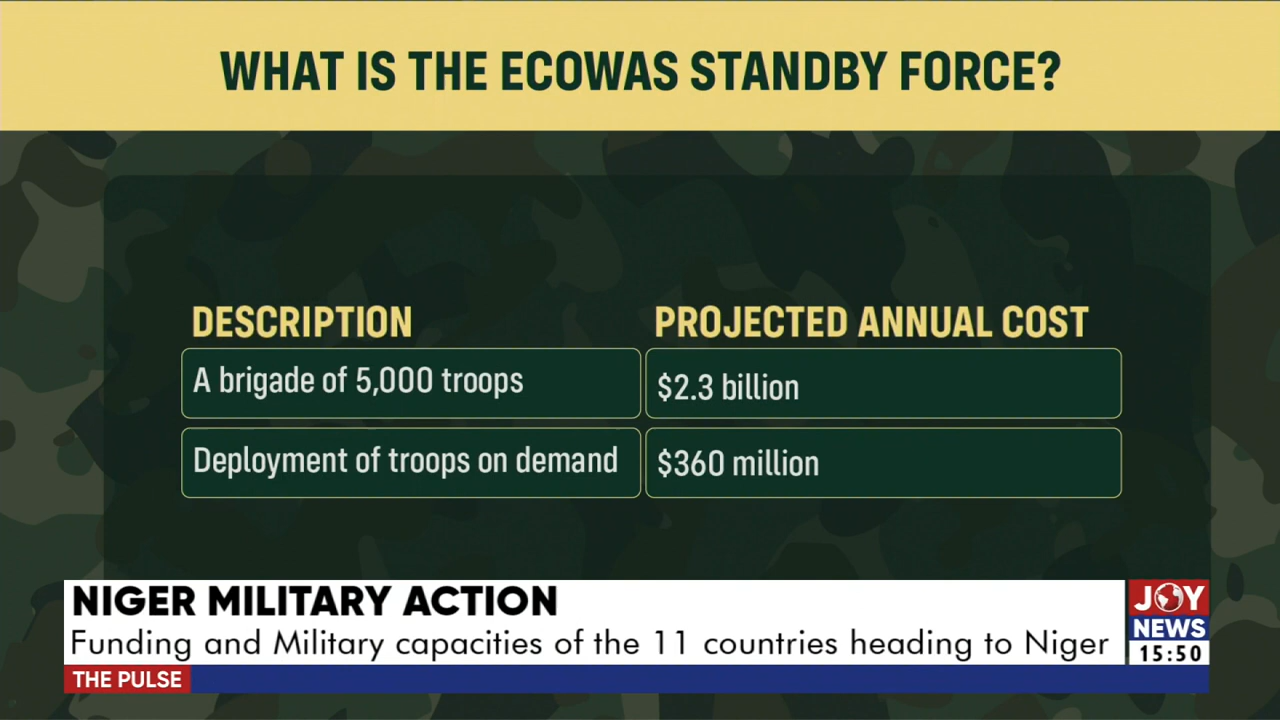 WHAT IS THE ECOWAS STANDBY FORCE?
DESCRIPTION PROJECTED ANNUAL COST
A brigade of 5,000 troops $2.3 billion
Deployment of troops on demand $360 million
NIGER MILITARY ACTION
Funding and Military capacities of the 11 countries heading to Niger
JOY
NEWS
15:50
THE PULSE